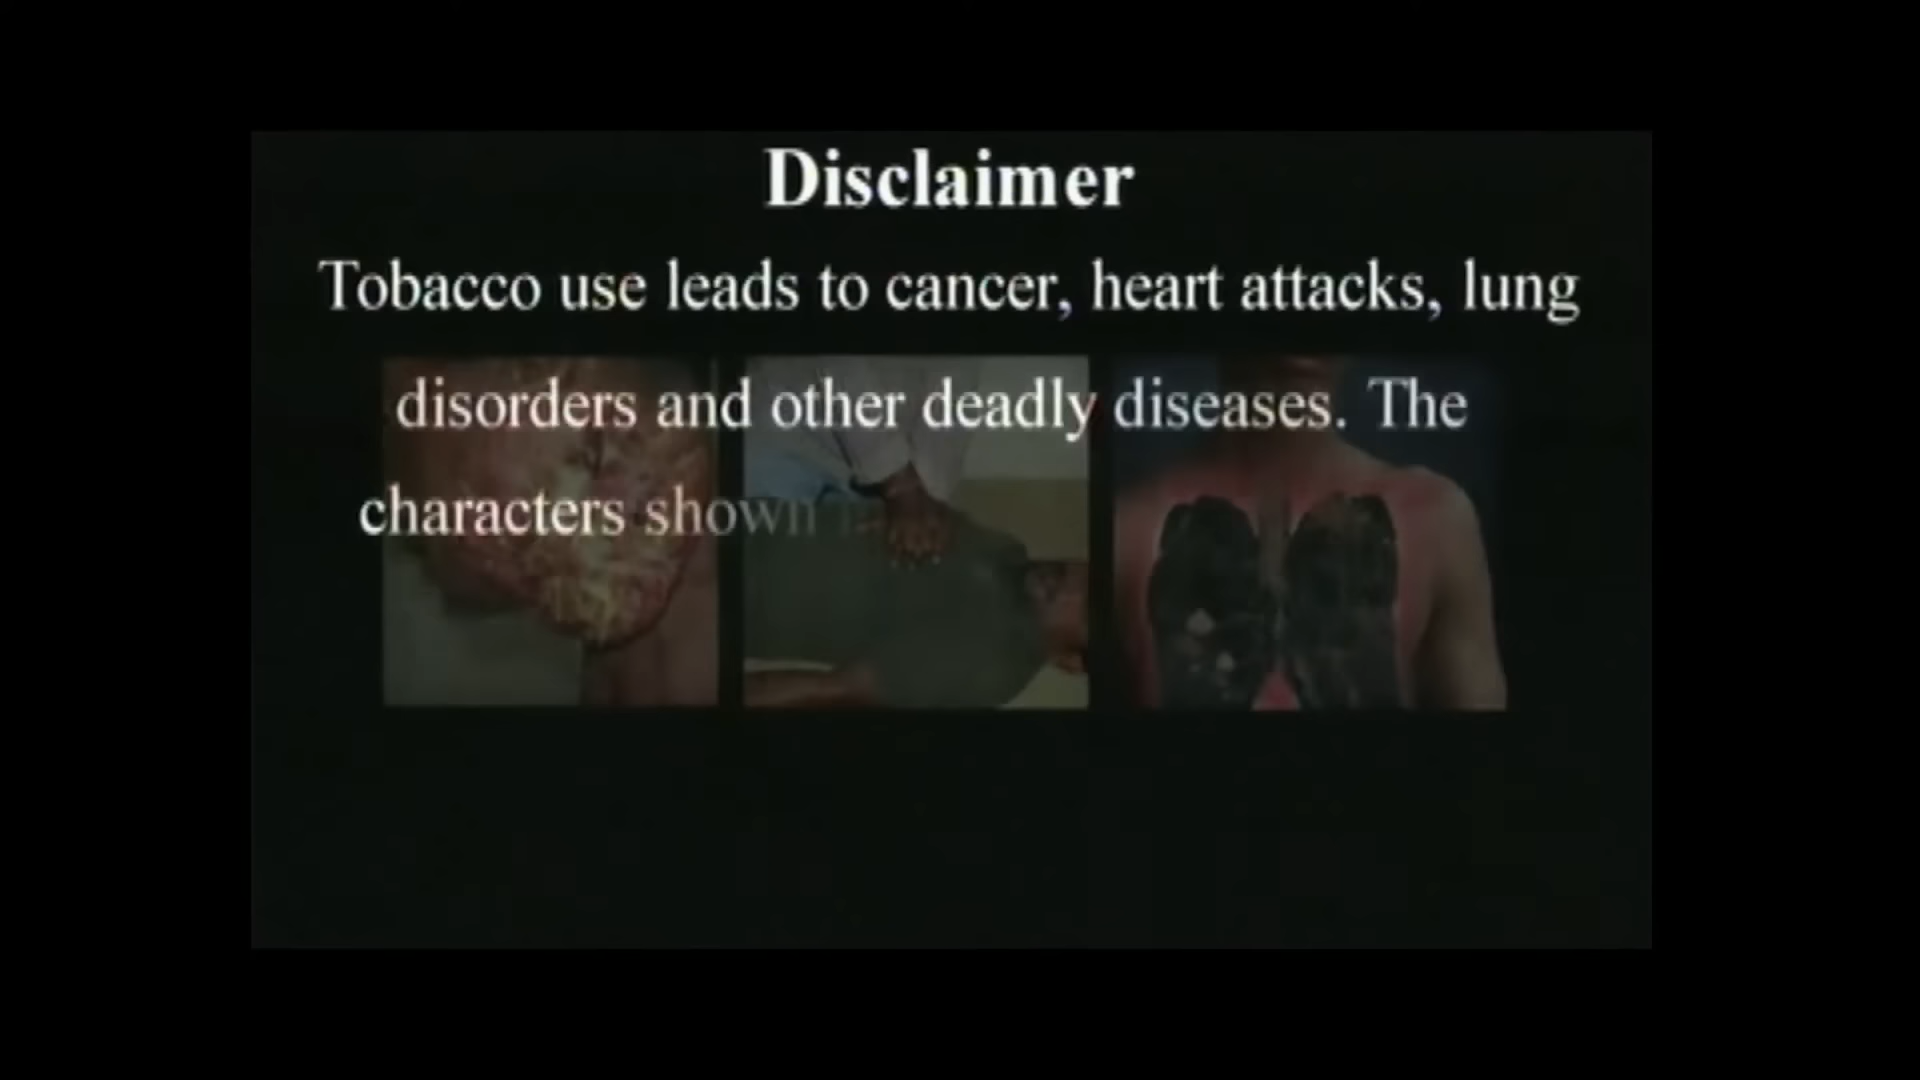 Disclaimer
Tobacco use leads to cancer, heart attacks, lung
disorders and other deadly diseases. The
characters shown